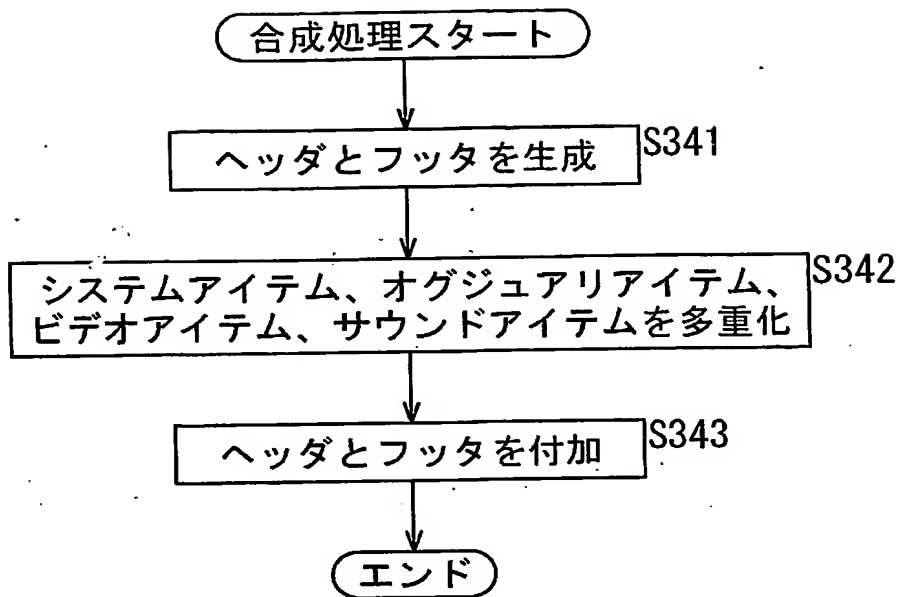 合成処理スタート
ヘッダとフッタを生成 S341
システムアイテム、オグジュアリアイテム、 S342
ビデオアイテム、サウンドアイテムを多重化
ヘッダとフッタを付加 S343
エンド